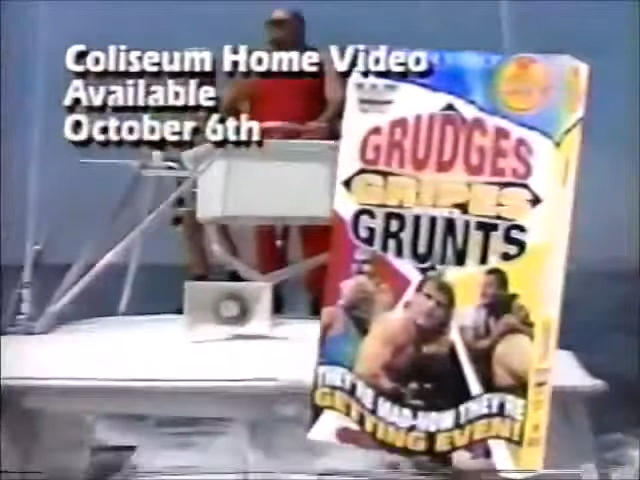 Coliseum Home Video
Available
October 6th
GRUDGES
GRIPES
GRUNTS
THEY'RE MAD-NOW THEY'RE
GETTING EVEN!